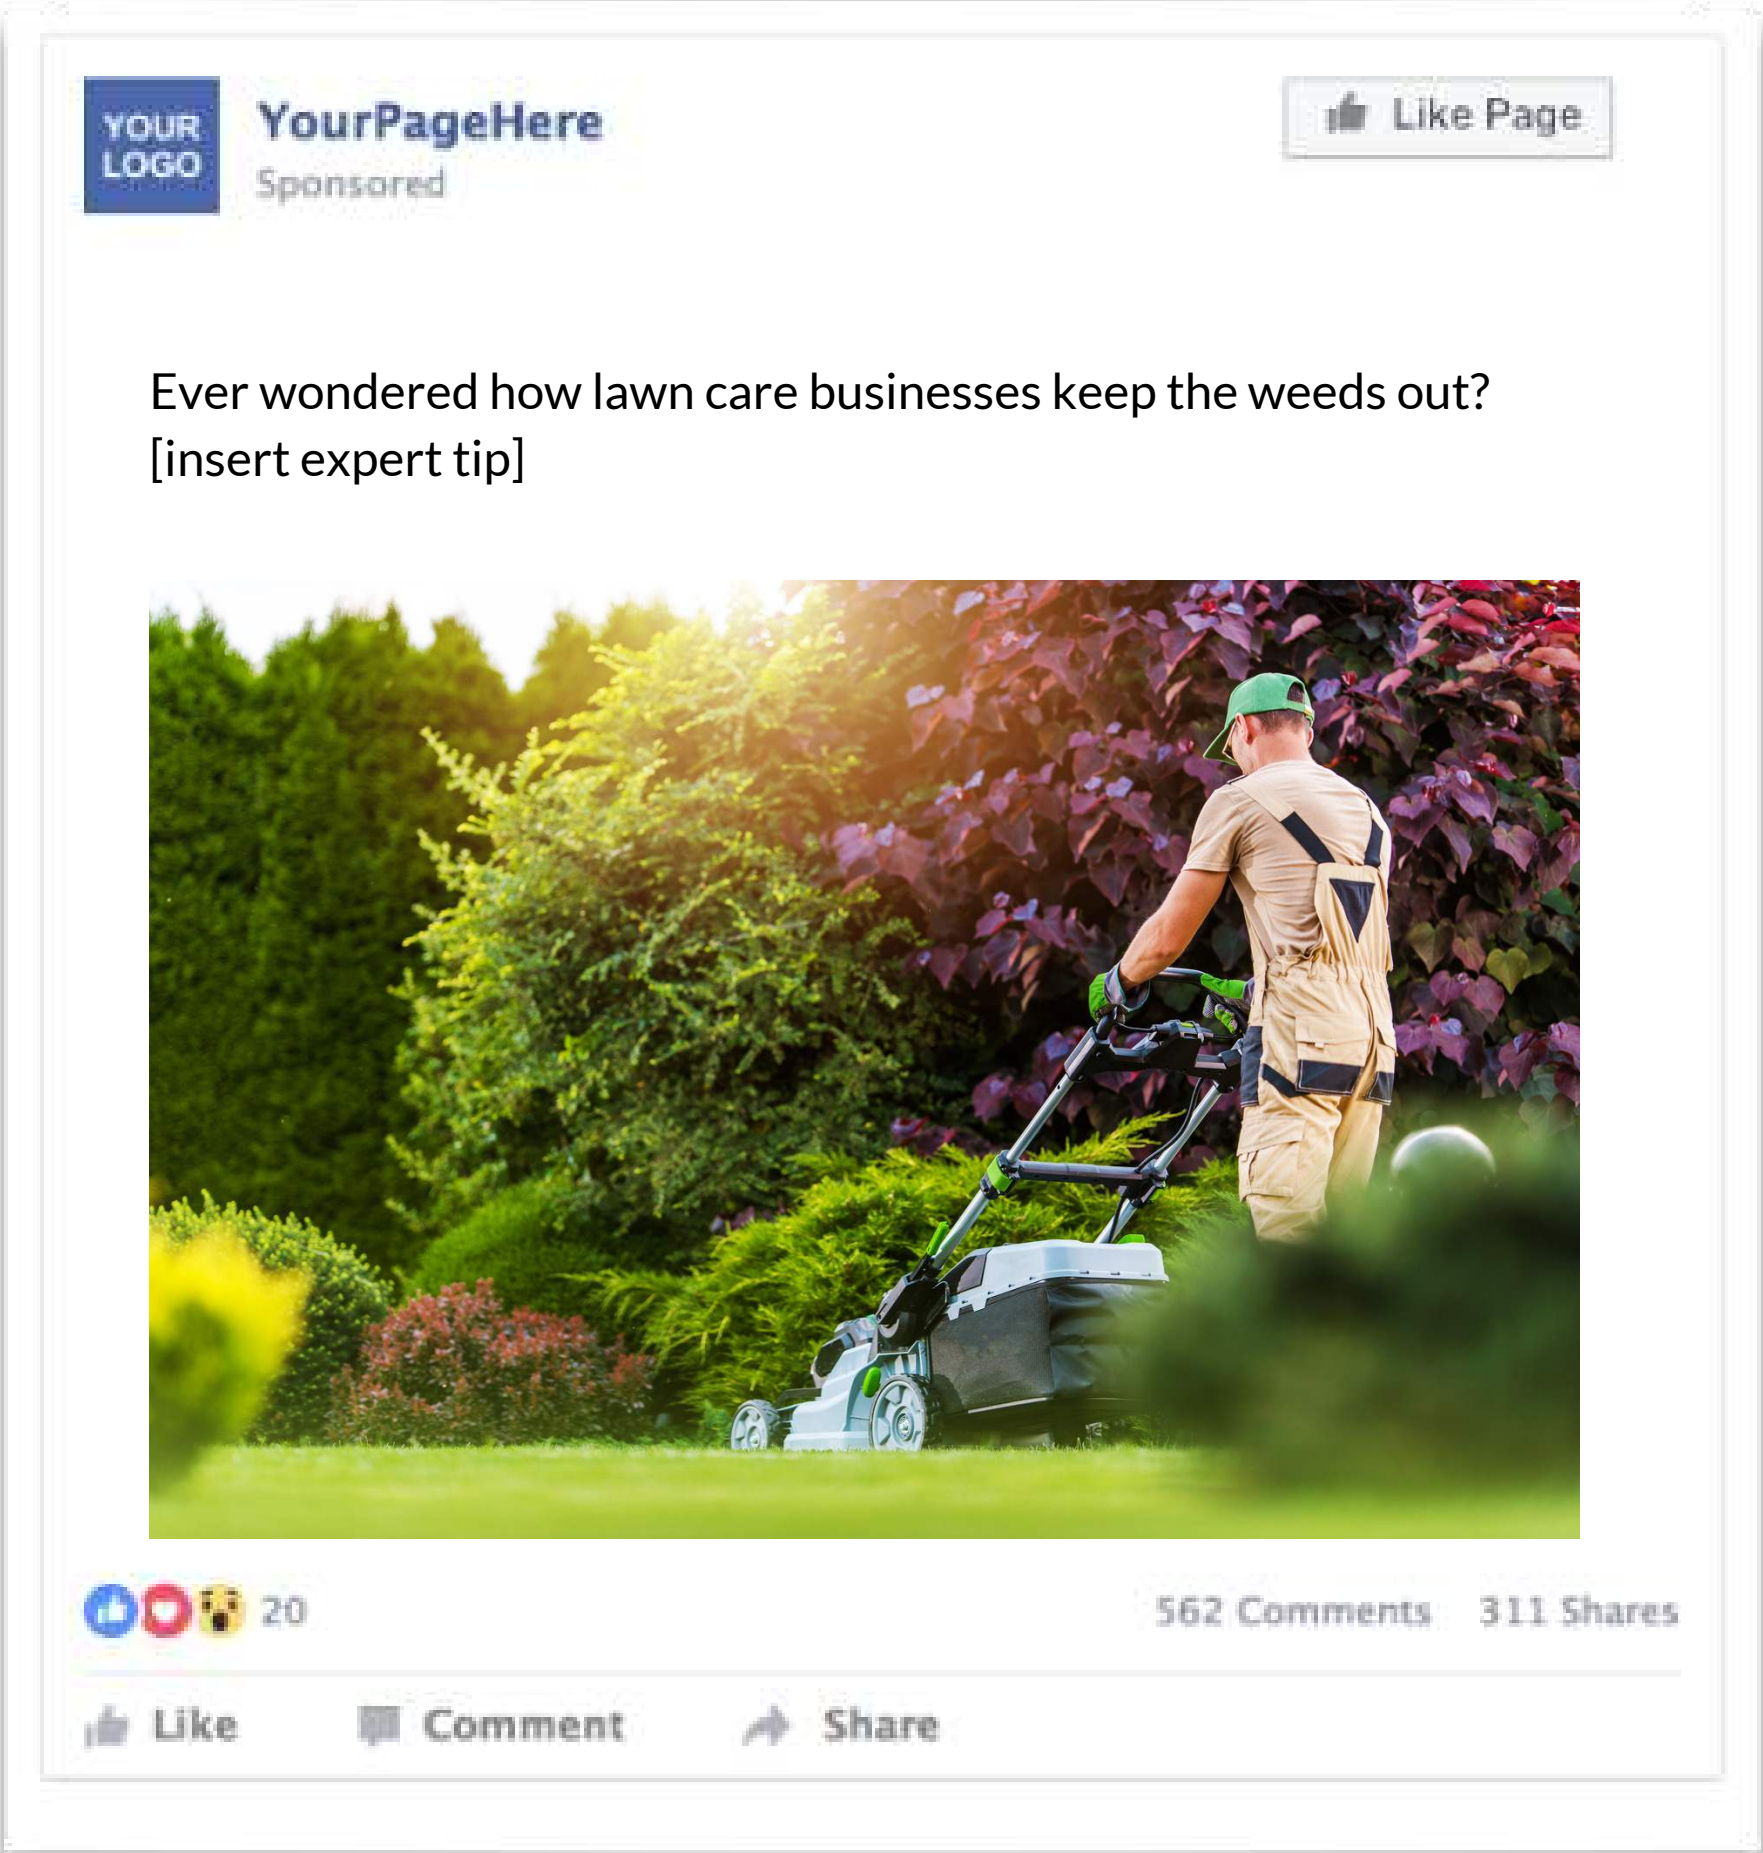 YOUR
LOGO
YourPageHere
Sponsored
Like Page
Ever wondered how lawn care businesses keep the weeds out?
[insert expert tip]
20
562 Comments 311 Shares
Like Comment Share